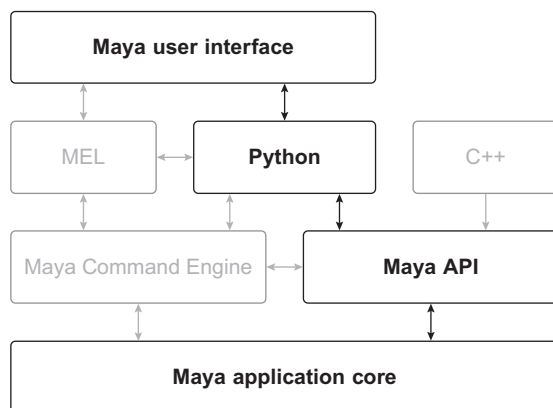 Maya user interface
MEL
Python
C++
Maya Command Engine
Maya API
Maya application core